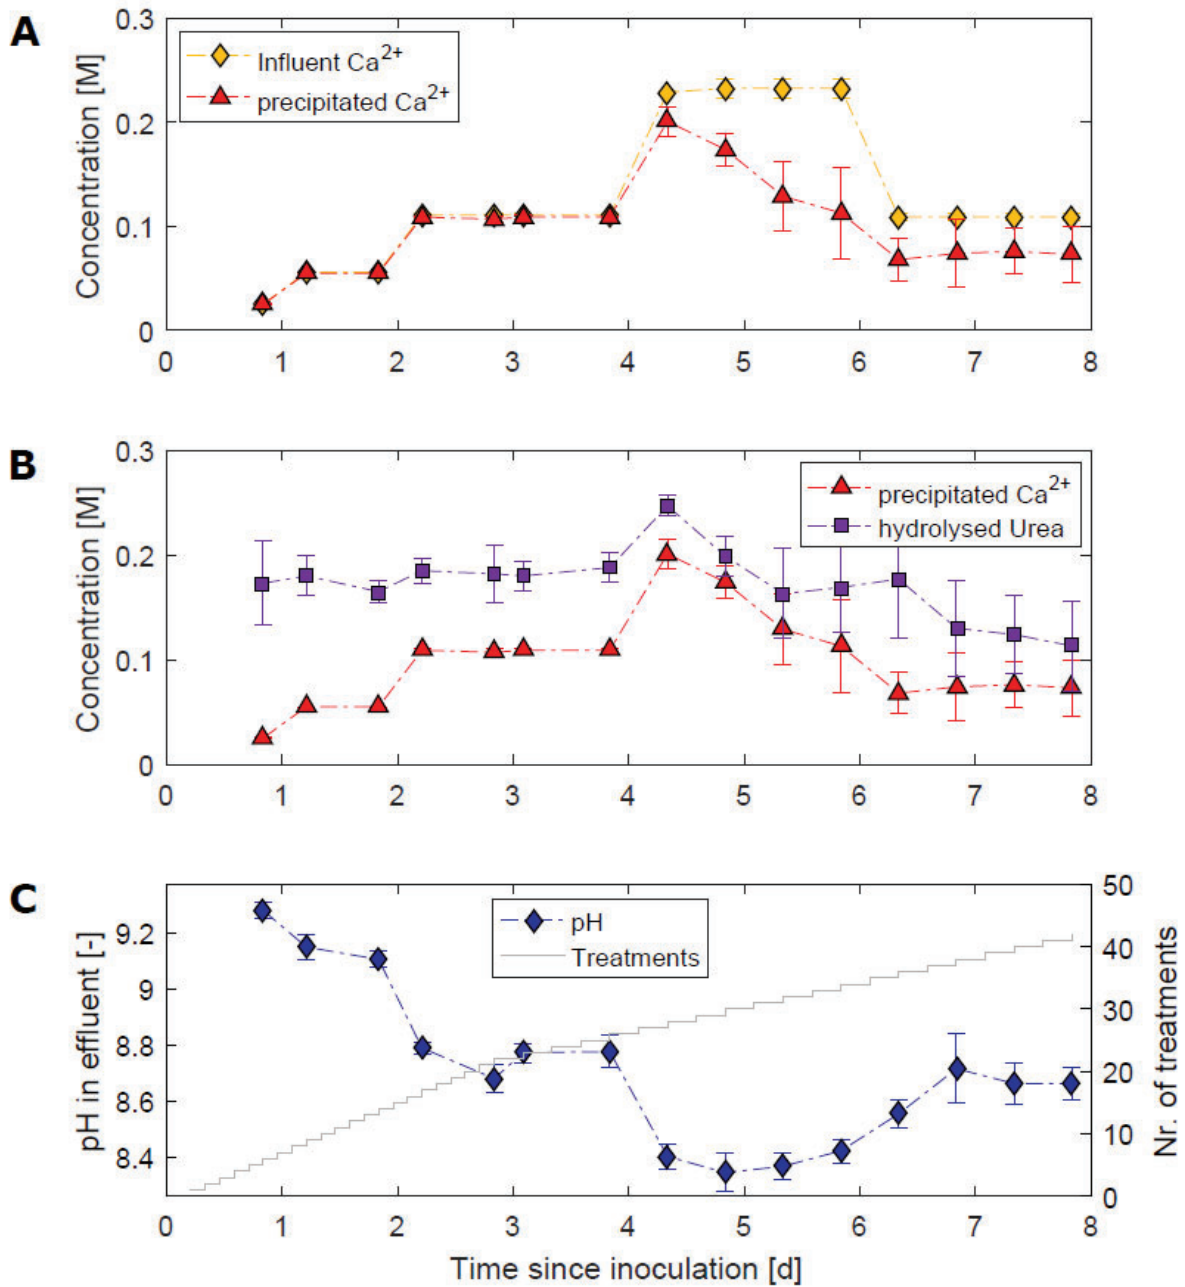 A
0.3
0.2
0.1
0
Concentration [M]
Influent Ca²⁺
precipitated Ca²⁺
0 1 2 3 4 5 6 7 8
B
0.3
0.2
0.1
0
Concentration [M]
precipitated Ca²⁺
hydrolysed Urea
0 1 2 3 4 5 6 7 8
C
9.2
9
8.8
8.6
8.4
pH in effluent [-]
pH
Treatments
50
40
30
20
10
0
Nr. of treatments
0 1 2 3 4 5 6 7 8
Time since inoculation [d]